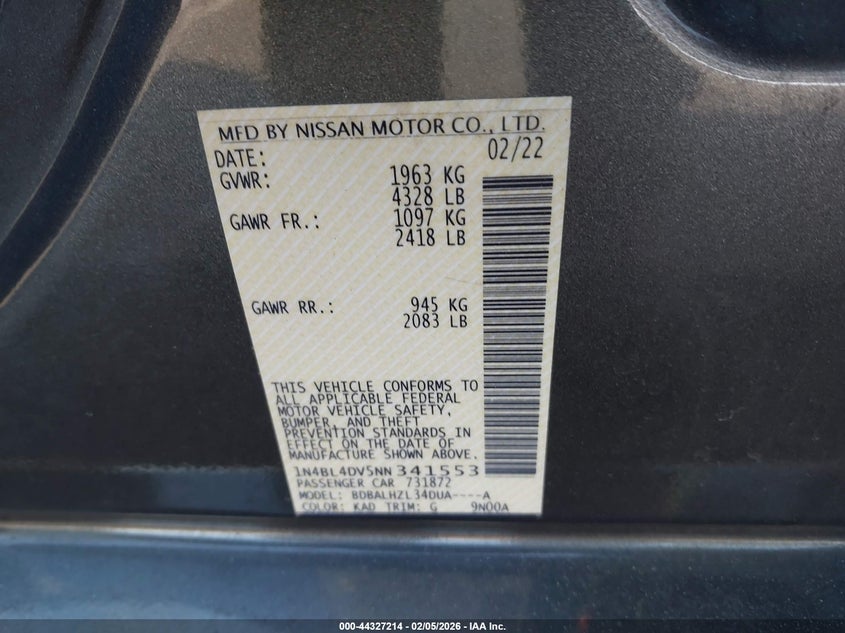 MFD BY NISSAN MOTOR CO., LTD.
DATE: 02/22
GVWR: 1963 KG
4328 LB
GAWR FR.: 1097 KG
2418 LB
GAWR RR.: 945 KG
2083 LB
THIS VEHICLE CONFORMS TO
ALL APPLICABLE FEDERAL
MOTOR VEHICLE SAFETY,
BUMPER, AND THEFT
PREVENTION STANDARDS IN
EFFECT ON THE DATE OF
MANUFACTURE SHOWN ABOVE.
1N4BL4DV5NN341553
PASSENGER CAR 731872
MODEL: BDBALHZL34DUA----A
COLOR: KAD TRIM: G 9N00A
000-44327214 - 02/05/2026 - IAA Inc.